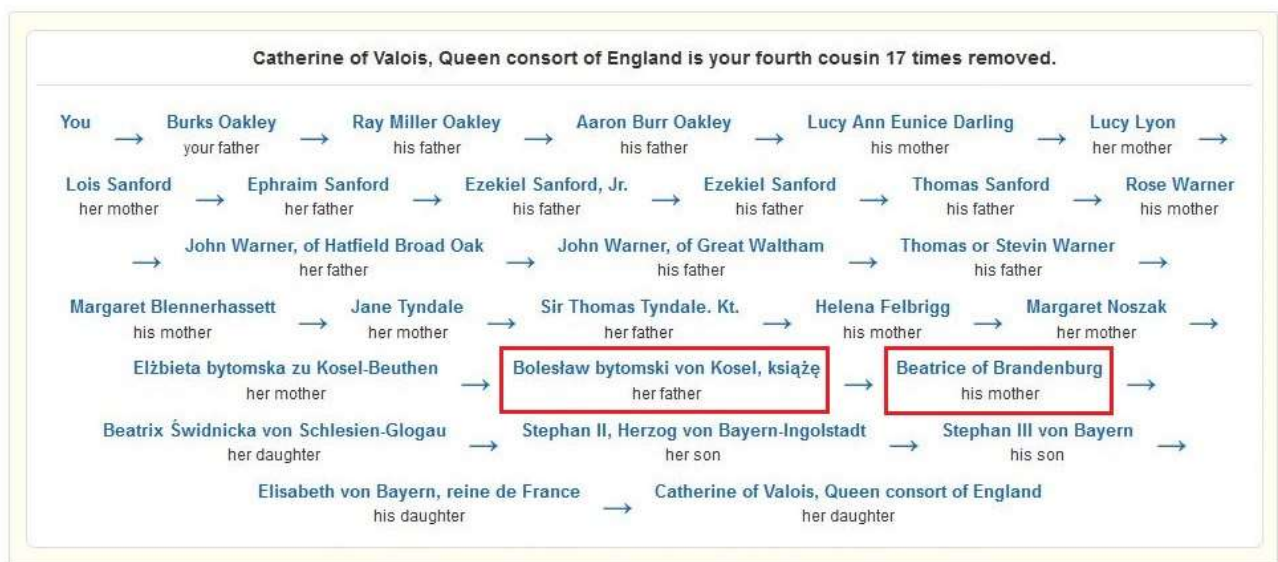 Catherine of Valois, Queen consort of England is your fourth cousin 17 times removed.
You → Burks Oakley → Ray Miller Oakley → Aaron Burr Oakley → Lucy Ann Eunice Darling → Lucy Lyon →
your father his father his father his mother her mother
Lois Sanford → Ephraim Sanford → Ezekiel Sanford, Jr. → Ezekiel Sanford → Thomas Sanford → Rose Warner
her mother her father his father his father his father his mother
→ John Warner, of Hatfield Broad Oak → John Warner, of Great Waltham → Thomas or Stevin Warner →
her father his father his father
Margaret Blennerhassett → Jane Tyndale → Sir Thomas Tyndale. Kt. → Helena Felbrigg → Margaret Noszak →
his mother her mother her father his mother her mother
Elżbieta bytomska zu Kosel-Beuthen → Bolesław bytomski von Kosel, książę → Beatrice of Brandenburg →
her mother her father his mother
Beatrix Świdnicka von Schlesien-Glogau → Stephan II, Herzog von Bayern-Ingolstadt → Stephan III von Bayern →
her daughter her son his son
Elisabeth von Bayern, reine de France → Catherine of Valois, Queen consort of England
his daughter her daughter